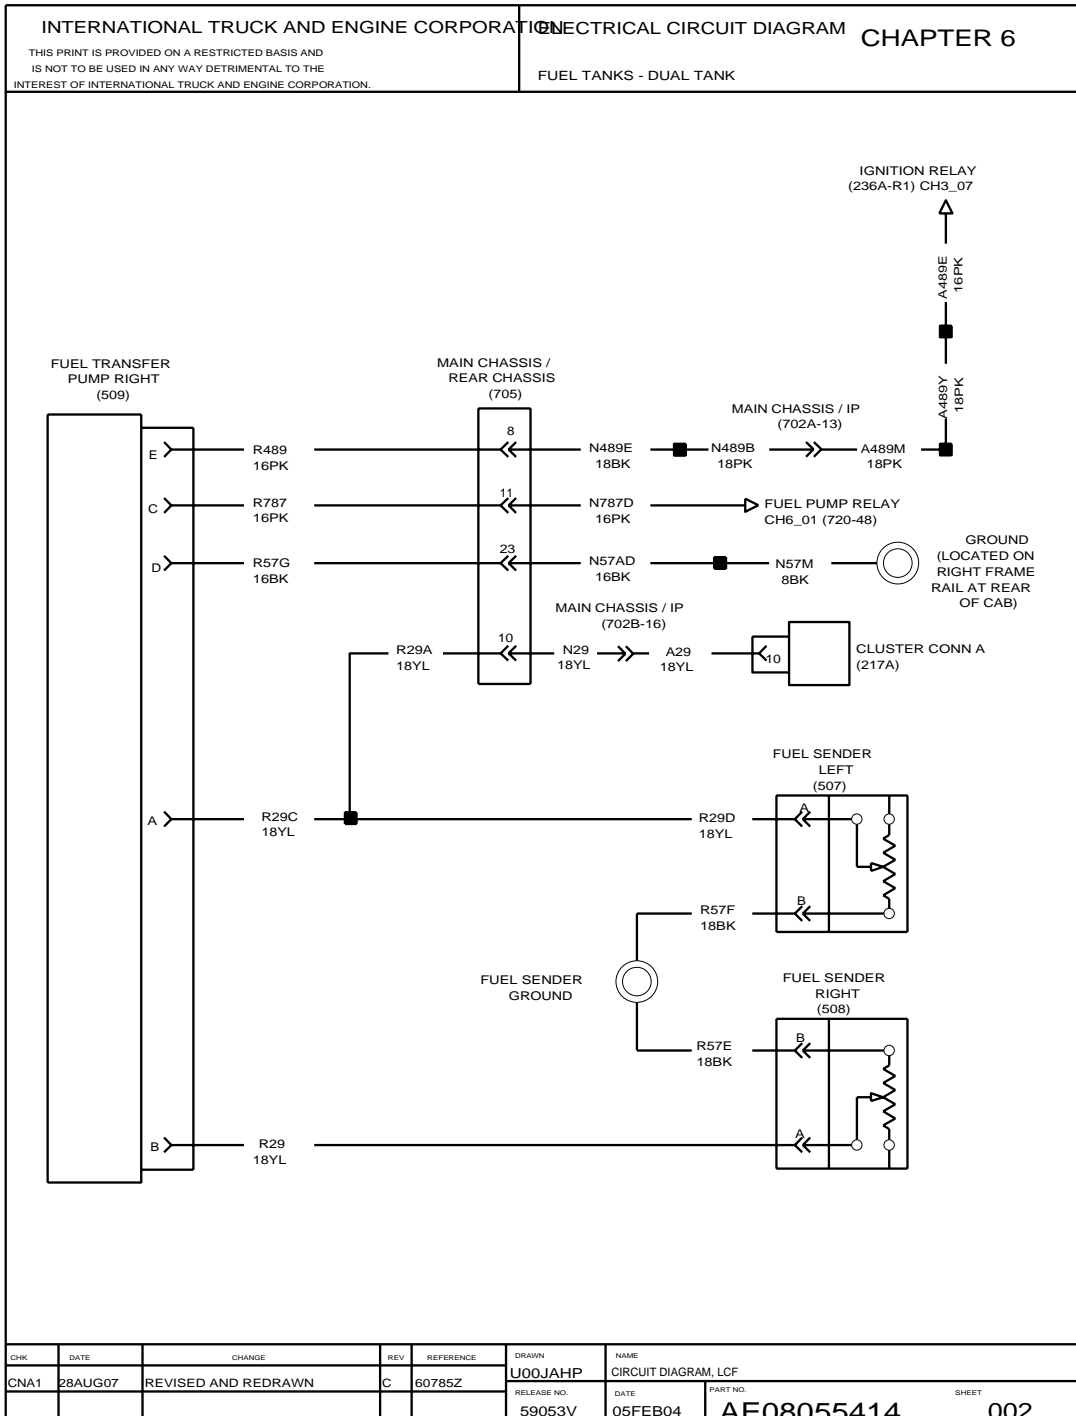 INTERNATIONAL TRUCK AND ENGINE CORPORATION
THIS PRINT IS PROVIDED ON A RESTRICTED BASIS AND
IS NOT TO BE USED IN ANY WAY DETRIMENTAL TO THE
INTEREST OF INTERNATIONAL TRUCK AND ENGINE CORPORATION.
ELECTRICAL CIRCUIT DIAGRAM
CHAPTER 6
FUEL TANKS - DUAL TANK
IGNITION RELAY
(236A-R1) CH3_07
A489E
16PK
A489Y
18PK
FUEL TRANSFER
PUMP RIGHT
(509)
MAIN CHASSIS /
REAR CHASSIS
(705)
MAIN CHASSIS / IP
(702A-13)
E
R489
16PK
8
N489E
18BK
N489B
18PK
A489M
18PK
C
R787
16PK
11
N787D
16PK
FUEL PUMP RELAY
CH6_01 (720-48)
D
R57G
16BK
23
N57AD
16BK
N57M
8BK
GROUND
(LOCATED ON
RIGHT FRAME
RAIL AT REAR
OF CAB)
MAIN CHASSIS / IP
(702B-16)
R29A
18YL
10
N29
18YL
A29
18YL
10
CLUSTER CONN A
(217A)
FUEL SENDER
LEFT
(507)
A
R29C
18YL
R29D
18YL
A
R57F
18BK
B
FUEL SENDER
GROUND
FUEL SENDER
RIGHT
(508)
R57E
18BK
B
B
R29
18YL
A
CHK DATE CHANGE REV REFERENCE DRAWN NAME
CNA1 28AUG07 REVISED AND REDRAWN C 60785Z U00JAHP CIRCUIT DIAGRAM, LCF
RELEASE NO. DATE PART NO. SHEET
59053V 05FEB04 AE08055414 002